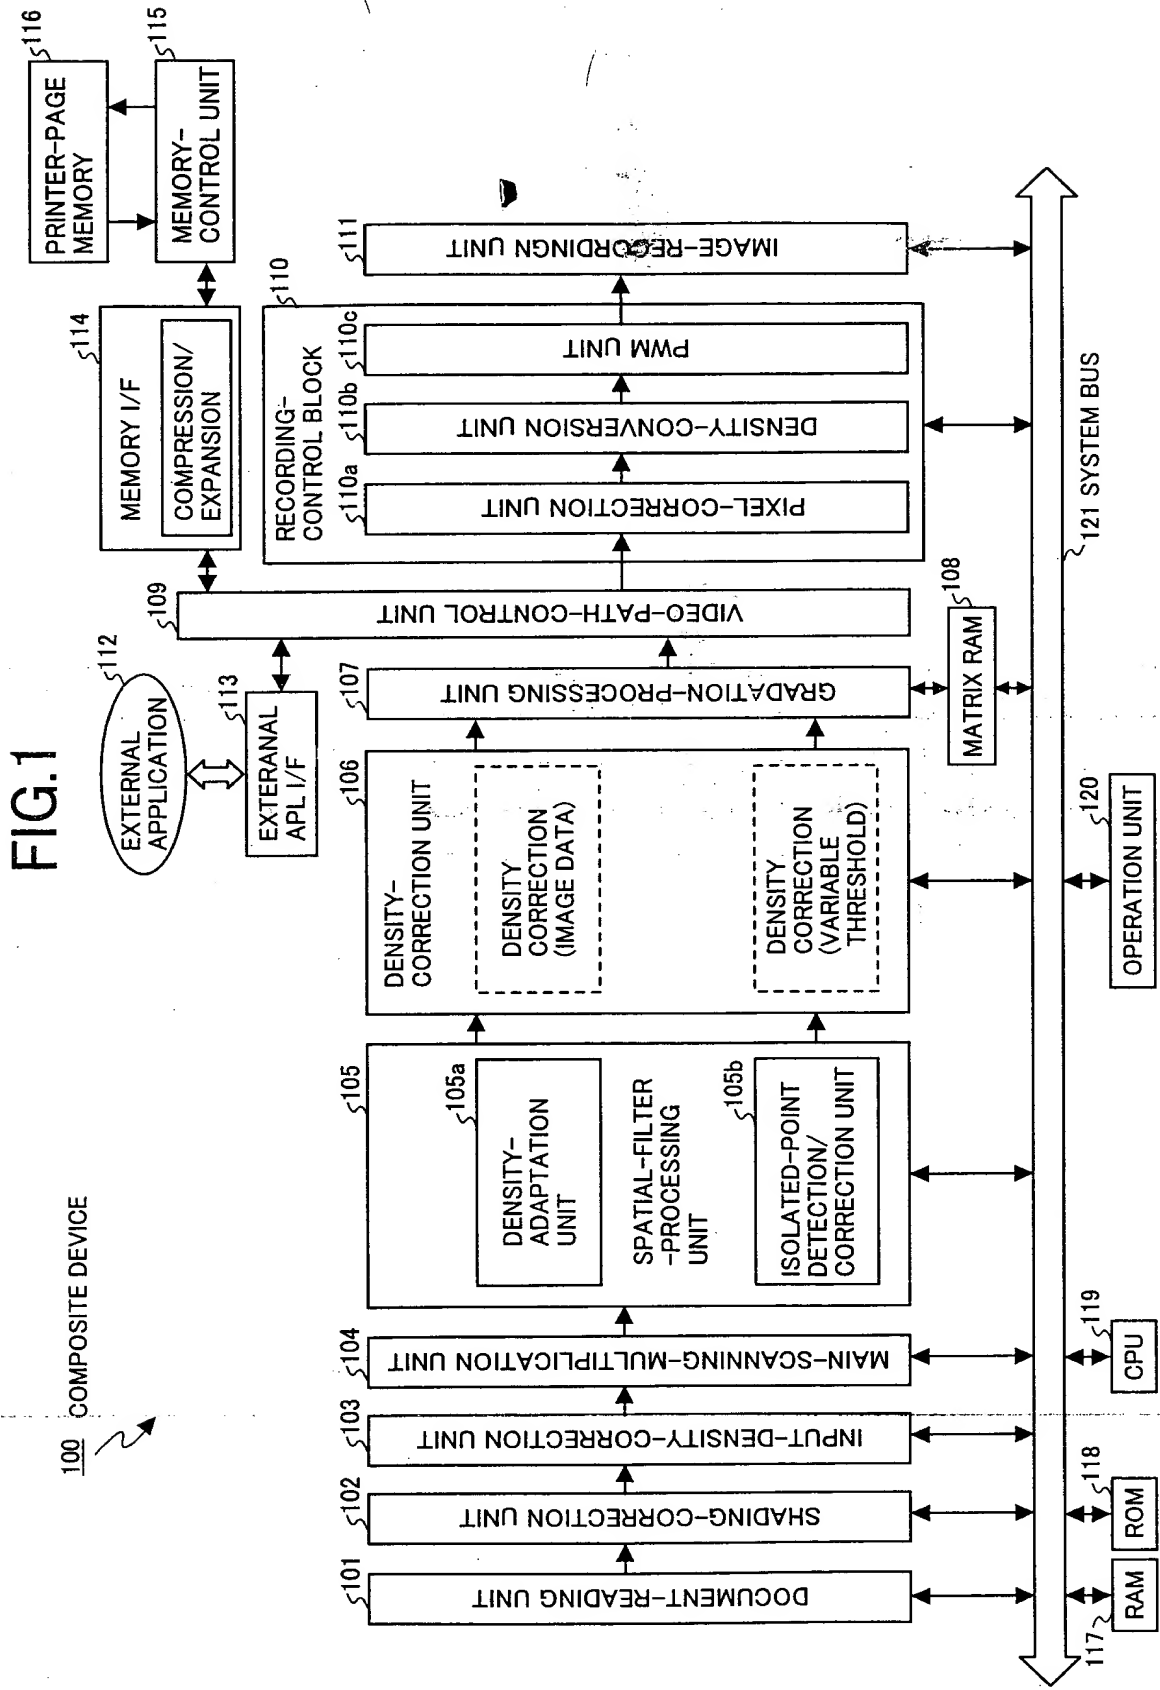 FIG.1
100 COMPOSITE DEVICE
101
DOCUMENT-READING UNIT
102
SHADING-CORRECTION UNIT
103
INPUT-DENSITY-CORRECTION UNIT
104
MAIN-SCANNING-MULTIPLICATION UNIT
105
105a
DENSITY-
ADAPTATION
UNIT
SPATIAL-FILTER
-PROCESSING
UNIT
105b
ISOLATED-POINT
DETECTION/
CORRECTION UNIT
106
DENSITY-
CORRECTION UNIT
DENSITY
CORRECTION
(IMAGE DATA)
DENSITY
CORRECTION
(VARIABLE
THRESHOLD)
107
GRADATION-PROCESSING UNIT
MATRIX RAM
108
109
VIDEO-PATH-CONTROL UNIT
EXTERNAL
APPLICATION
112
113
EXTERANAL
APL I/F
114
MEMORY I/F
COMPRESSION/
EXPANSION
115
MEMORY-
CONTROL UNIT
116
PRINTER-PAGE
MEMORY
110
RECORDING-
CONTROL BLOCK
110a
PIXEL-CORRECTION UNIT
110b
DENSITY-CONVERSION UNIT
110c
PWM UNIT
111
IMAGE-RECORDINGN UNIT
121 SYSTEM BUS
117
RAM
118
ROM
119
CPU
120
OPERATION UNIT